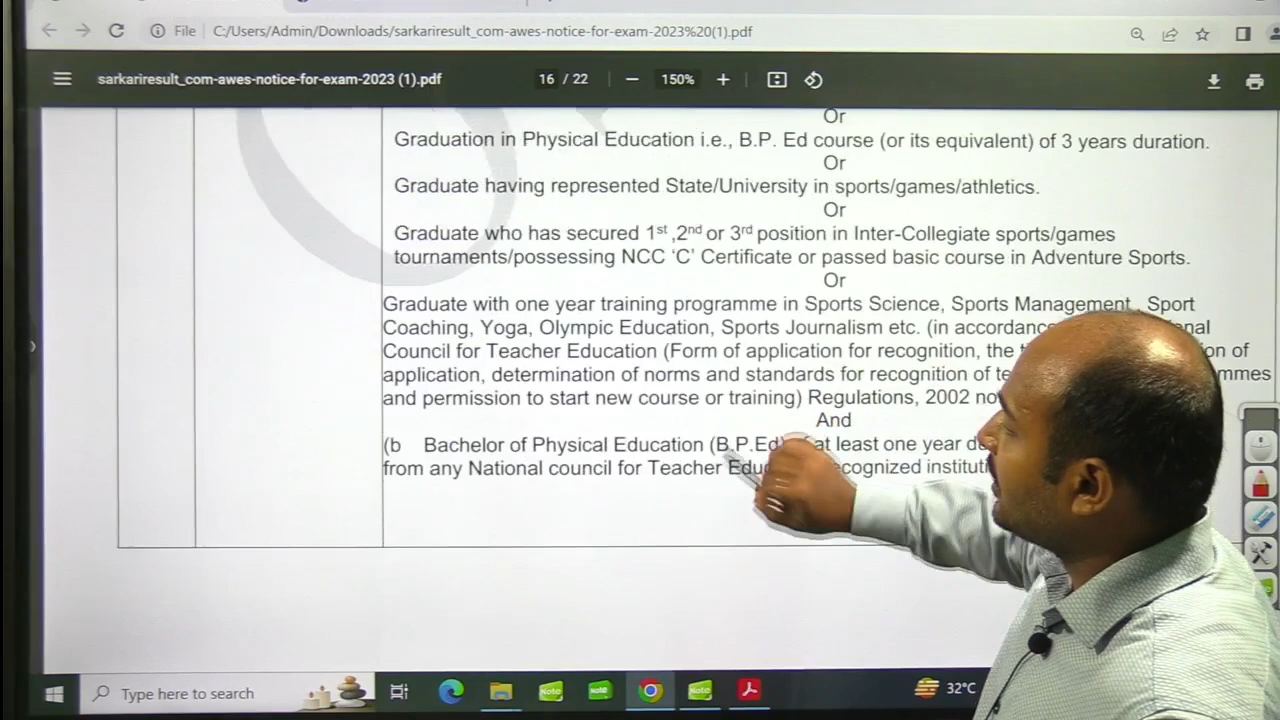 File C:/Users/Admin/Downloads/sarkariresult_com-awes-notice-for-exam-2023%20(1).pdf
sarkariresult_com-awes-notice-for-exam-2023 (1).pdf 16 / 22 150%
Or
Graduation in Physical Education i.e., B.P. Ed course (or its equivalent) of 3 years duration.
Or
Graduate having represented State/University in sports/games/athletics.
Or
Graduate who has secured 1st ,2nd or 3rd position in Inter-Collegiate sports/games
tournaments/possessing NCC ‘C’ Certificate or passed basic course in Adventure Sports.
Or
Graduate with one year training programme in Sports Science, Sports Management , Sport
Coaching, Yoga, Olympic Education, Sports Journalism etc. (in
Council for Teacher Education (Form of application for recognition, the of
application, determination of norms and standards for recognition of
and permission to start new course or training) Regulations, 2002
And
(b Bachelor of Physical Education (B.P.Ed) at least one year
from any National council for Teacher
Type here to search
Note
Note
Note
32°C